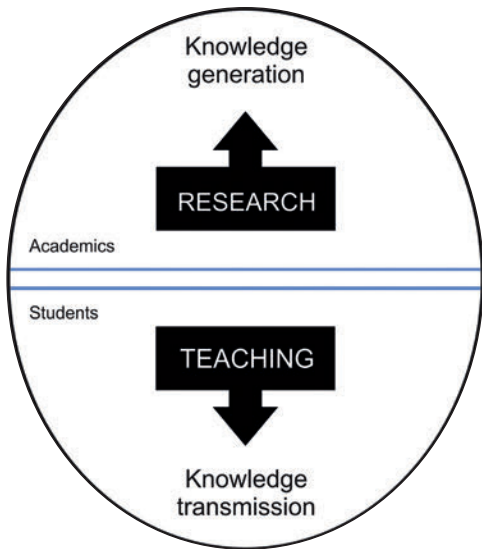 Knowledge
generation
RESEARCH
Academics
Students
TEACHING
Knowledge
transmission